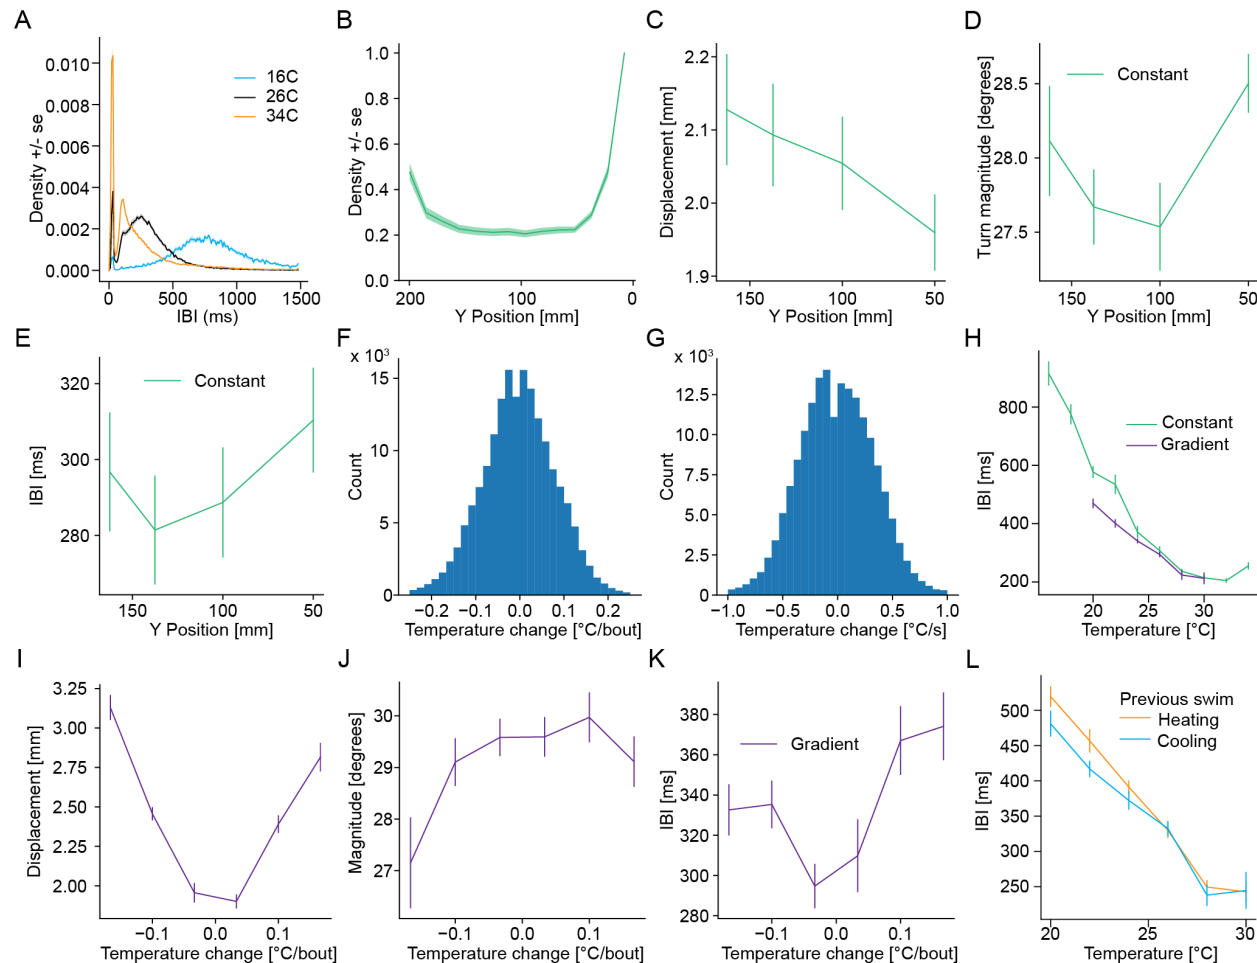 A
Density +/- se
0.010
0.008
0.006
0.004
0.002
0.000
16C
26C
34C
0
500
1000
1500
IBI (ms)
B
Density +/- se
1.0
0.8
0.6
0.4
0.2
0.0
200
100
0
Y Position [mm]
C
Displacement [mm]
2.2
2.1
2.0
1.9
150
100
50
Y Position [mm]
D
Turn magnitude [degrees]
28.5
28.0
27.5
Constant
150
100
50
Y Position [mm]
E
IBI [ms]
320
300
280
Constant
150
100
50
Y Position [mm]
F
x 10³
Count
15
10
5
0
−0.2
−0.1
0.0
0.1
0.2
Temperature change [°C/bout]
G
x 10³
Count
12.5
10.0
7.5
5.0
2.5
0
−1.0
−0.5
0.0
0.5
1.0
Temperature change [°C/s]
H
IBI [ms]
800
600
400
200
Constant
Gradient
20
25
30
Temperature [°C]
I
Displacement [mm]
3.25
3.00
2.75
2.50
2.25
2.00
−0.1
0.0
0.1
Temperature change [°C/bout]
J
Magnitude [degrees]
30
29
28
27
−0.1
0.0
0.1
Temperature change [°C/bout]
K
IBI [ms]
380
360
340
320
300
280
Gradient
−0.1
0.0
0.1
Temperature change [°C/bout]
L
IBI [ms]
500
450
400
350
300
250
Previous swim
Heating
Cooling
20
25
30
Temperature [°C]